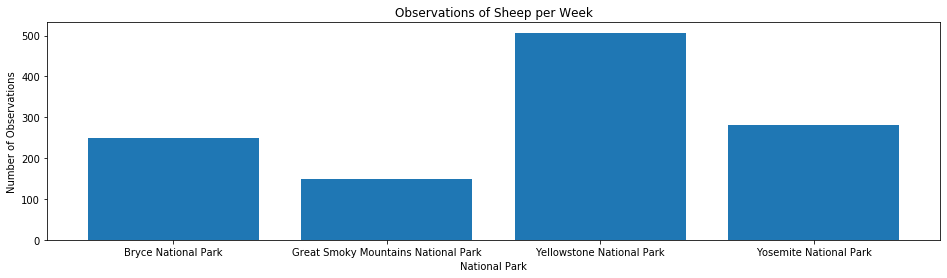 Observations of Sheep per Week
Number of Observations
500
400
300
200
100
0
Bryce National Park
Great Smoky Mountains National Park
Yellowstone National Park
Yosemite National Park
National Park